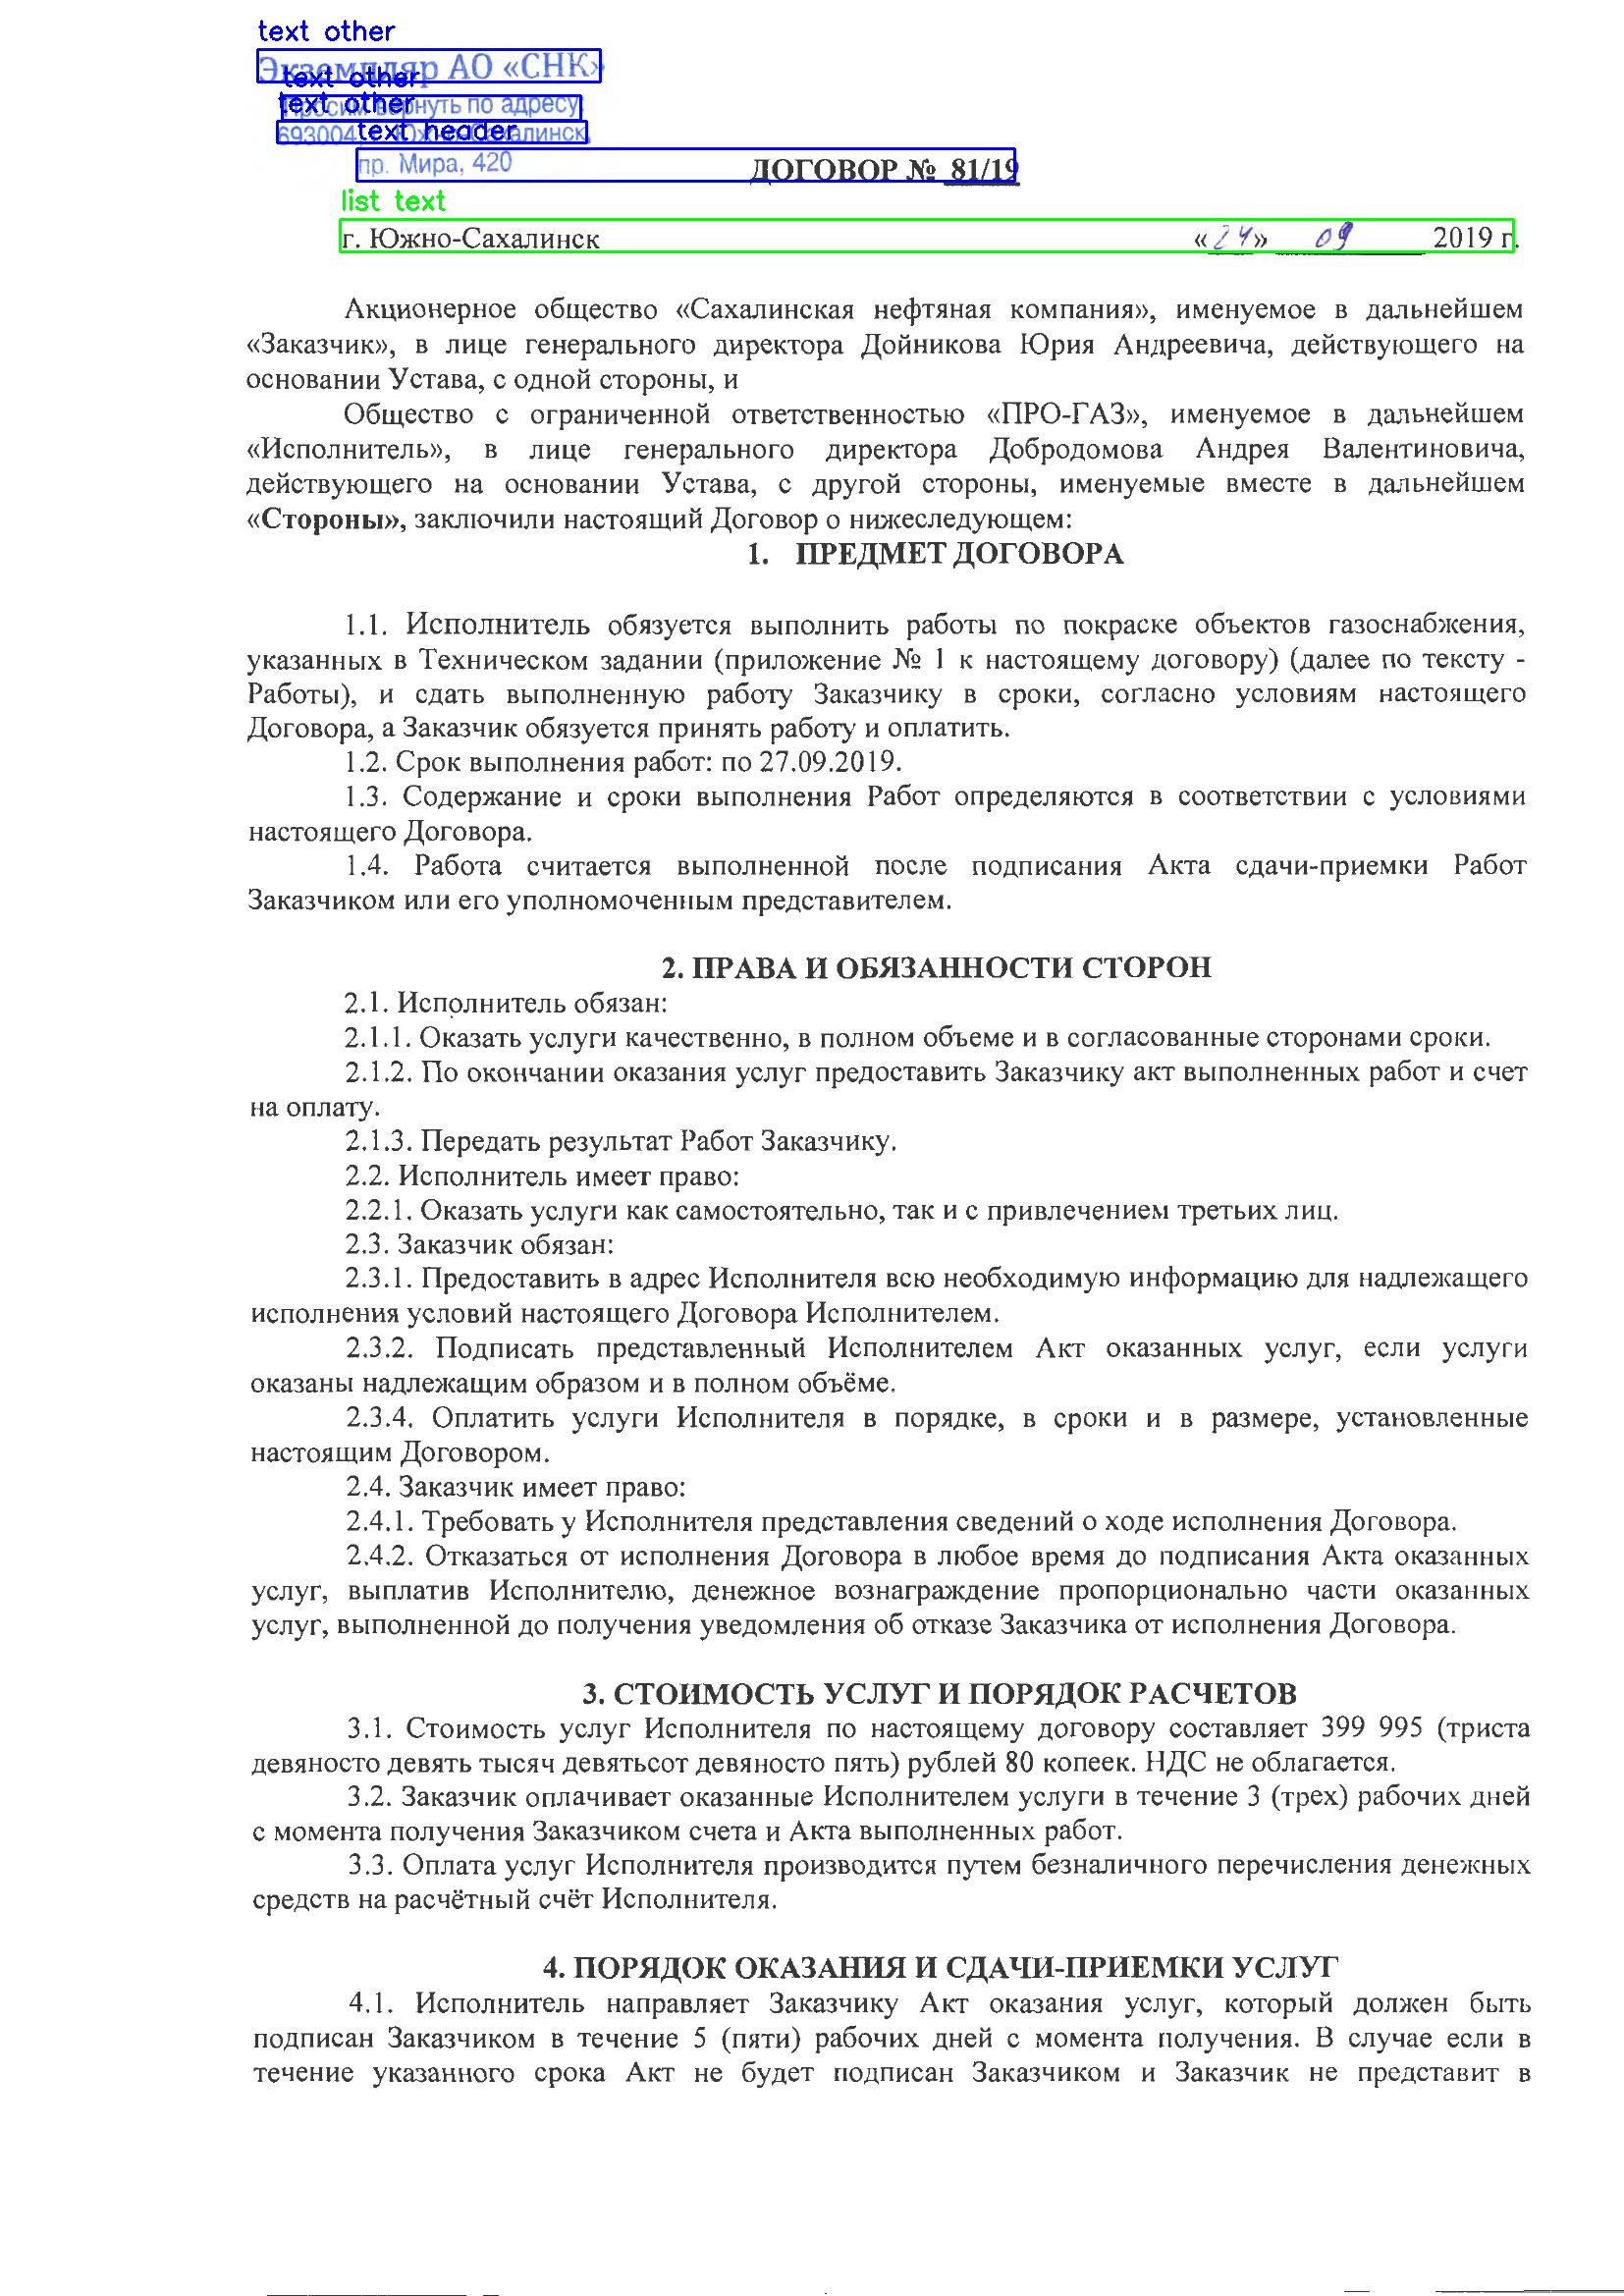 text other
Экземпляр АО «СНК»
text other
Просим вернуть по адресу
text other
693004, г. Южно-Сахалинск,
text header
пр. Мира, 420
ДОГОВОР № 81/19
list text
г. Южно-Сахалинск «24» 09 2019 г.
Акционерное общество «Сахалинская нефтяная компания», именуемое в дальнейшем
«Заказчик», в лице генерального директора Дойникова Юрия Андреевича, действующего на
основании Устава, с одной стороны, и
Общество с ограниченной ответственностью «ПРО-ГАЗ», именуемое в дальнейшем
«Исполнитель», в лице генерального директора Добродомова Андрея Валентиновича,
действующего на основании Устава, с другой стороны, именуемые вместе в дальнейшем
«Стороны», заключили настоящий Договор о нижеследующем:
1. ПРЕДМЕТ ДОГОВОРА
1.1. Исполнитель обязуется выполнить работы по покраске объектов газоснабжения,
указанных в Техническом задании (приложение № 1 к настоящему договору) (далее по тексту -
Работы), и сдать выполненную работу Заказчику в сроки, согласно условиям настоящего
Договора, а Заказчик обязуется принять работу и оплатить.
1.2. Срок выполнения работ: по 27.09.2019.
1.3. Содержание и сроки выполнения Работ определяются в соответствии с условиями
настоящего Договора.
1.4. Работа считается выполненной после подписания Акта сдачи-приемки Работ
Заказчиком или его уполномоченным представителем.
2. ПРАВА И ОБЯЗАННОСТИ СТОРОН
2.1. Исполнитель обязан:
2.1.1. Оказать услуги качественно, в полном объеме и в согласованные сторонами сроки.
2.1.2. По окончании оказания услуг предоставить Заказчику акт выполненных работ и счет
на оплату.
2.1.3. Передать результат Работ Заказчику.
2.2. Исполнитель имеет право:
2.2.1. Оказать услуги как самостоятельно, так и с привлечением третьих лиц.
2.3. Заказчик обязан:
2.3.1. Предоставить в адрес Исполнителя всю необходимую информацию для надлежащего
исполнения условий настоящего Договора Исполнителем.
2.3.2. Подписать представленный Исполнителем Акт оказанных услуг, если услуги
оказаны надлежащим образом и в полном объёме.
2.3.4. Оплатить услуги Исполнителя в порядке, в сроки и в размере, установленные
настоящим Договором.
2.4. Заказчик имеет право:
2.4.1. Требовать у Исполнителя представления сведений о ходе исполнения Договора.
2.4.2. Отказаться от исполнения Договора в любое время до подписания Акта оказанных
услуг, выплатив Исполнителю, денежное вознаграждение пропорционально части оказанных
услуг, выполненной до получения уведомления об отказе Заказчика от исполнения Договора.
3. СТОИМОСТЬ УСЛУГ И ПОРЯДОК РАСЧЕТОВ
3.1. Стоимость услуг Исполнителя по настоящему договору составляет 399 995 (триста
девяносто девять тысяч девятьсот девяносто пять) рублей 80 копеек. НДС не облагается.
3.2. Заказчик оплачивает оказанные Исполнителем услуги в течение 3 (трех) рабочих дней
с момента получения Заказчиком счета и Акта выполненных работ.
3.3. Оплата услуг Исполнителя производится путем безналичного перечисления денежных
средств на расчётный счёт Исполнителя.
4. ПОРЯДОК ОКАЗАНИЯ И СДАЧИ-ПРИЕМКИ УСЛУГ
4.1. Исполнитель направляет Заказчику Акт оказания услуг, который должен быть
подписан Заказчиком в течение 5 (пяти) рабочих дней с момента получения. В случае если в
течение указанного срока Акт не будет подписан Заказчиком и Заказчик не представит в